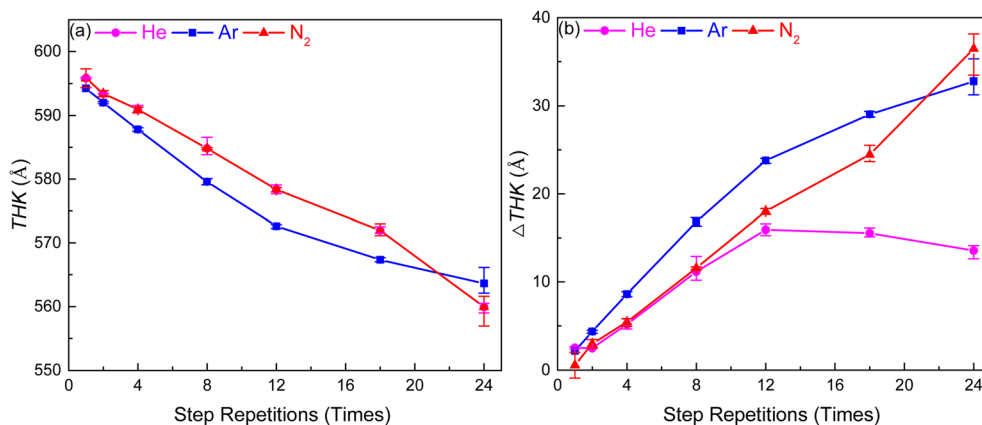 (a) He Ar N₂
600
590
580
570
560
550
0 4 8 12 16 20 24
THK (Å)
Step Repetitions (Times)
(b) He Ar N₂
40
30
20
10
0
0 4 8 12 16 20 24
△THK (Å)
Step Repetitions (Times)